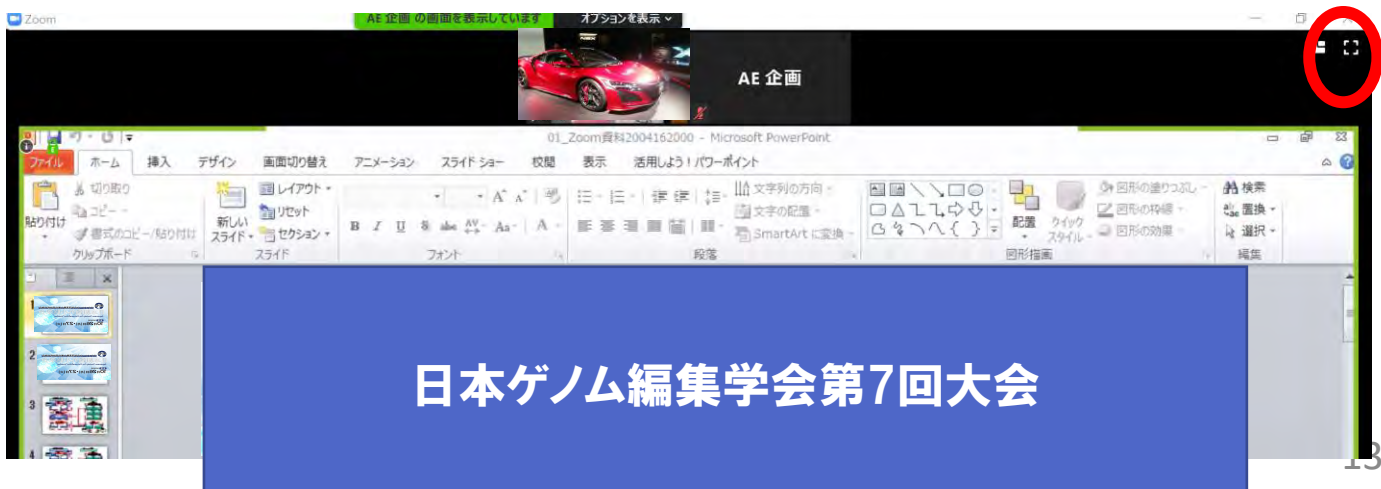 Zoom
AE 企画 の画面を表示しています
オプションを表示
AE 企画
01_Zoom資料2004162000 - Microsoft PowerPoint
ファイル ホーム 挿入 デザイン 画面切り替え アニメーション スライド ショー 校閲 表示 活用しよう！パワーポイント
切り取り
コピー
書式のコピー/貼り付け
貼り付け
クリップボード
新しい
スライド
レイアウト
リセット
セクション
スライド
B I U S abc AV Aa A
フォント
文字列の方向
文字の配置
SmartArt に変換
段落
配置
クイック
スタイル
図形の塗りつぶし
図形の枠線
図形の効果
図形描画
検索
置換
選択
編集
1
2
3
4
日本ゲノム編集学会第7回大会
13